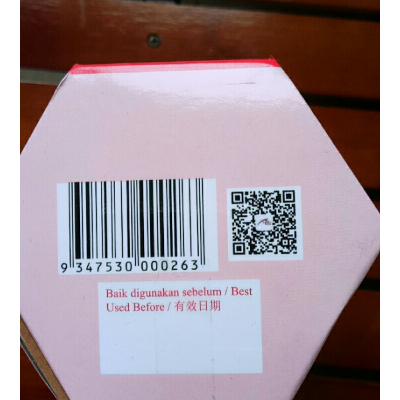 9 347530 000263
Baik digunakan sebelum / Best
Used Before / 有效日期